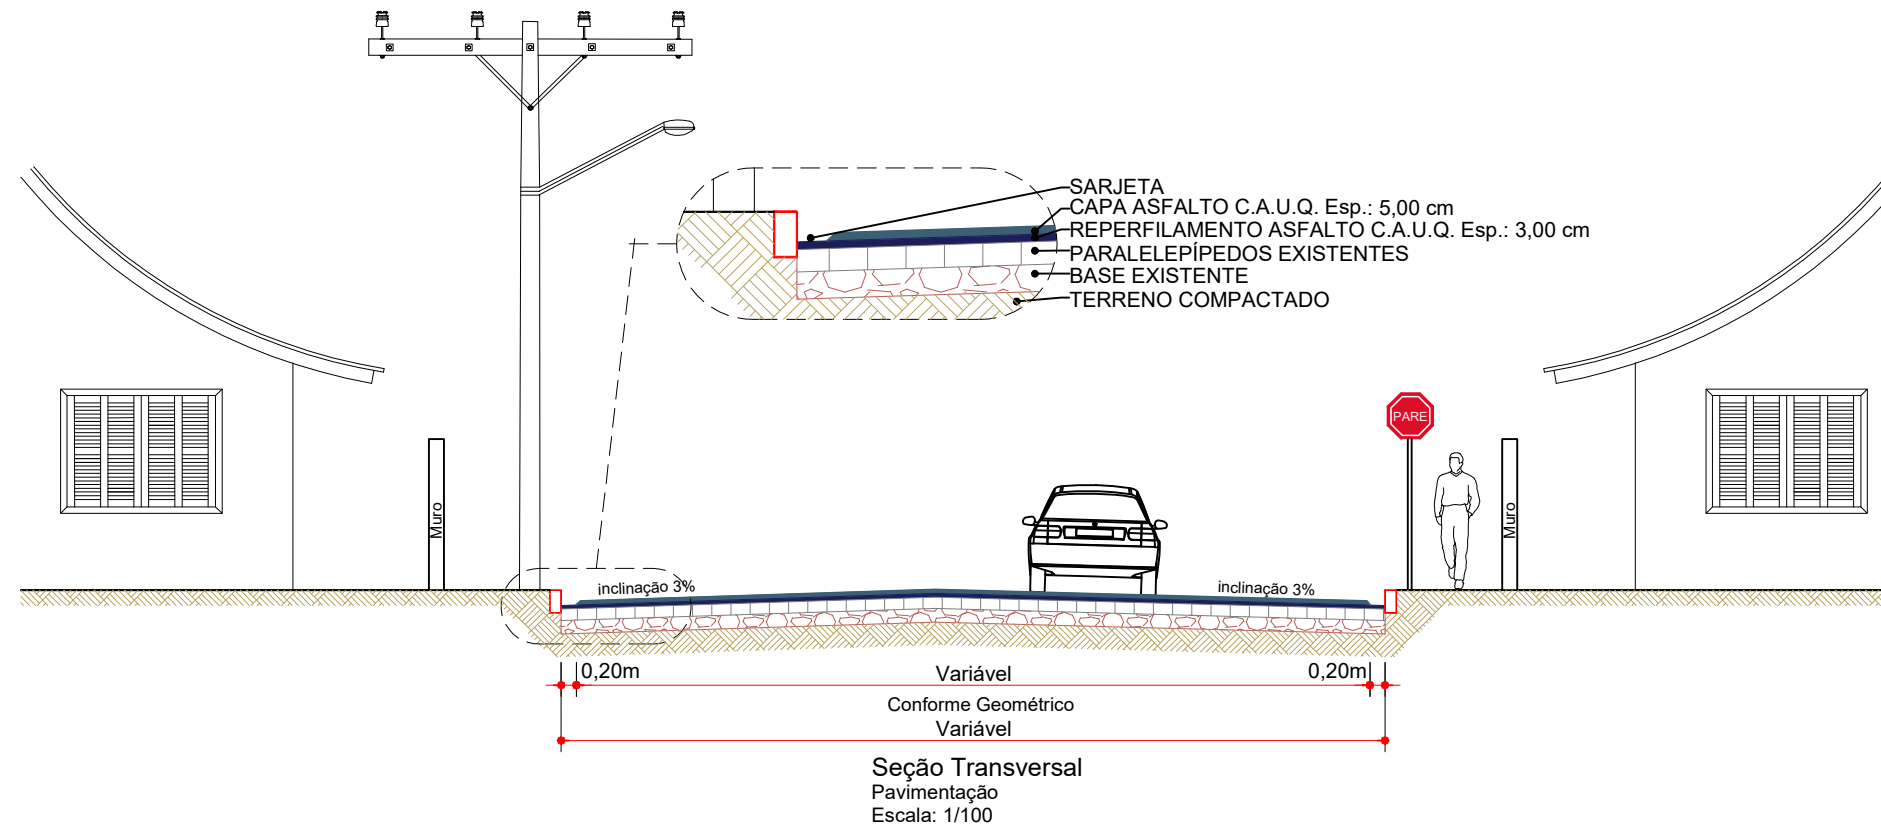 SARJETA
CAPA ASFALTO C.A.U.Q. Esp.: 5,00 cm
REPERFILAMENTO ASFALTO C.A.U.Q. Esp.: 3,00 cm
PARALELEPÍPEDOS EXISTENTES
BASE EXISTENTE
TERRENO COMPACTADO
PARE
Muro
Muro
inclinação 3%
inclinação 3%
0,20m
Variável
0,20m
Conforme Geométrico
Variável
Seção Transversal
Pavimentação
Escala: 1/100